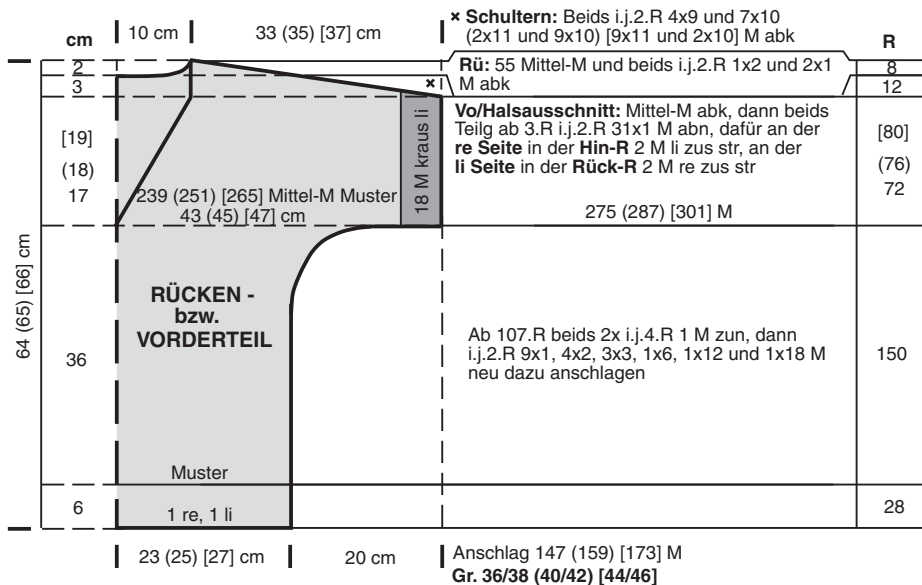 10 cm
33 (35) [37] cm
× Schultern: Beids i.j.2.R 4x9 und 7x10
(2x11 und 9x10) [9x11 und 2x10] M abk
cm
R
2
Rü: 55 Mittel-M und beids i.j.2.R 1x2 und 2x1
M abk
8
3
×
12
[19]
(18)
17
18 M kraus li
Vo/Halsausschnitt: Mittel-M abk, dann beids
Teilg ab 3.R i.j.2.R 31x1 M abn, dafür an der
re Seite in der Hin-R 2 M li zus str, an der
li Seite in der Rück-R 2 M re zus str
[80]
(76)
72
239 (251) [265] Mittel-M Muster
43 (45) [47] cm
275 (287) [301] M
64 (65) [66] cm
RÜCKEN -
bzw.
VORDERTEIL
36
Ab 107.R beids 2x i.j.4.R 1 M zun, dann
i.j.2.R 9x1, 4x2, 3x3, 1x6, 1x12 und 1x18 M
neu dazu anschlagen
150
Muster
6
1 re, 1 li
28
23 (25) [27] cm
20 cm
Anschlag 147 (159) [173] M
Gr. 36/38 (40/42) [44/46]